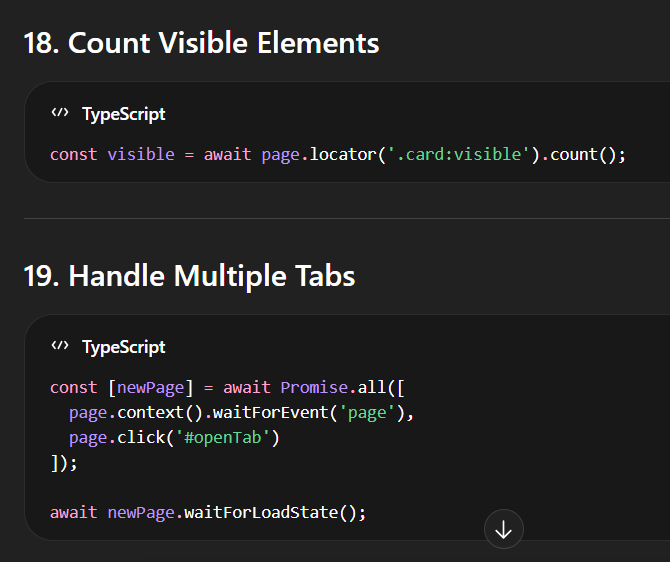 18. Count Visible Elements
</> TypeScript
const visible = await page.locator('.card:visible').count();
19. Handle Multiple Tabs
</> TypeScript
const [newPage] = await Promise.all([
  page.context().waitForEvent('page'),
  page.click('#openTab')
]);
await newPage.waitForLoadState();